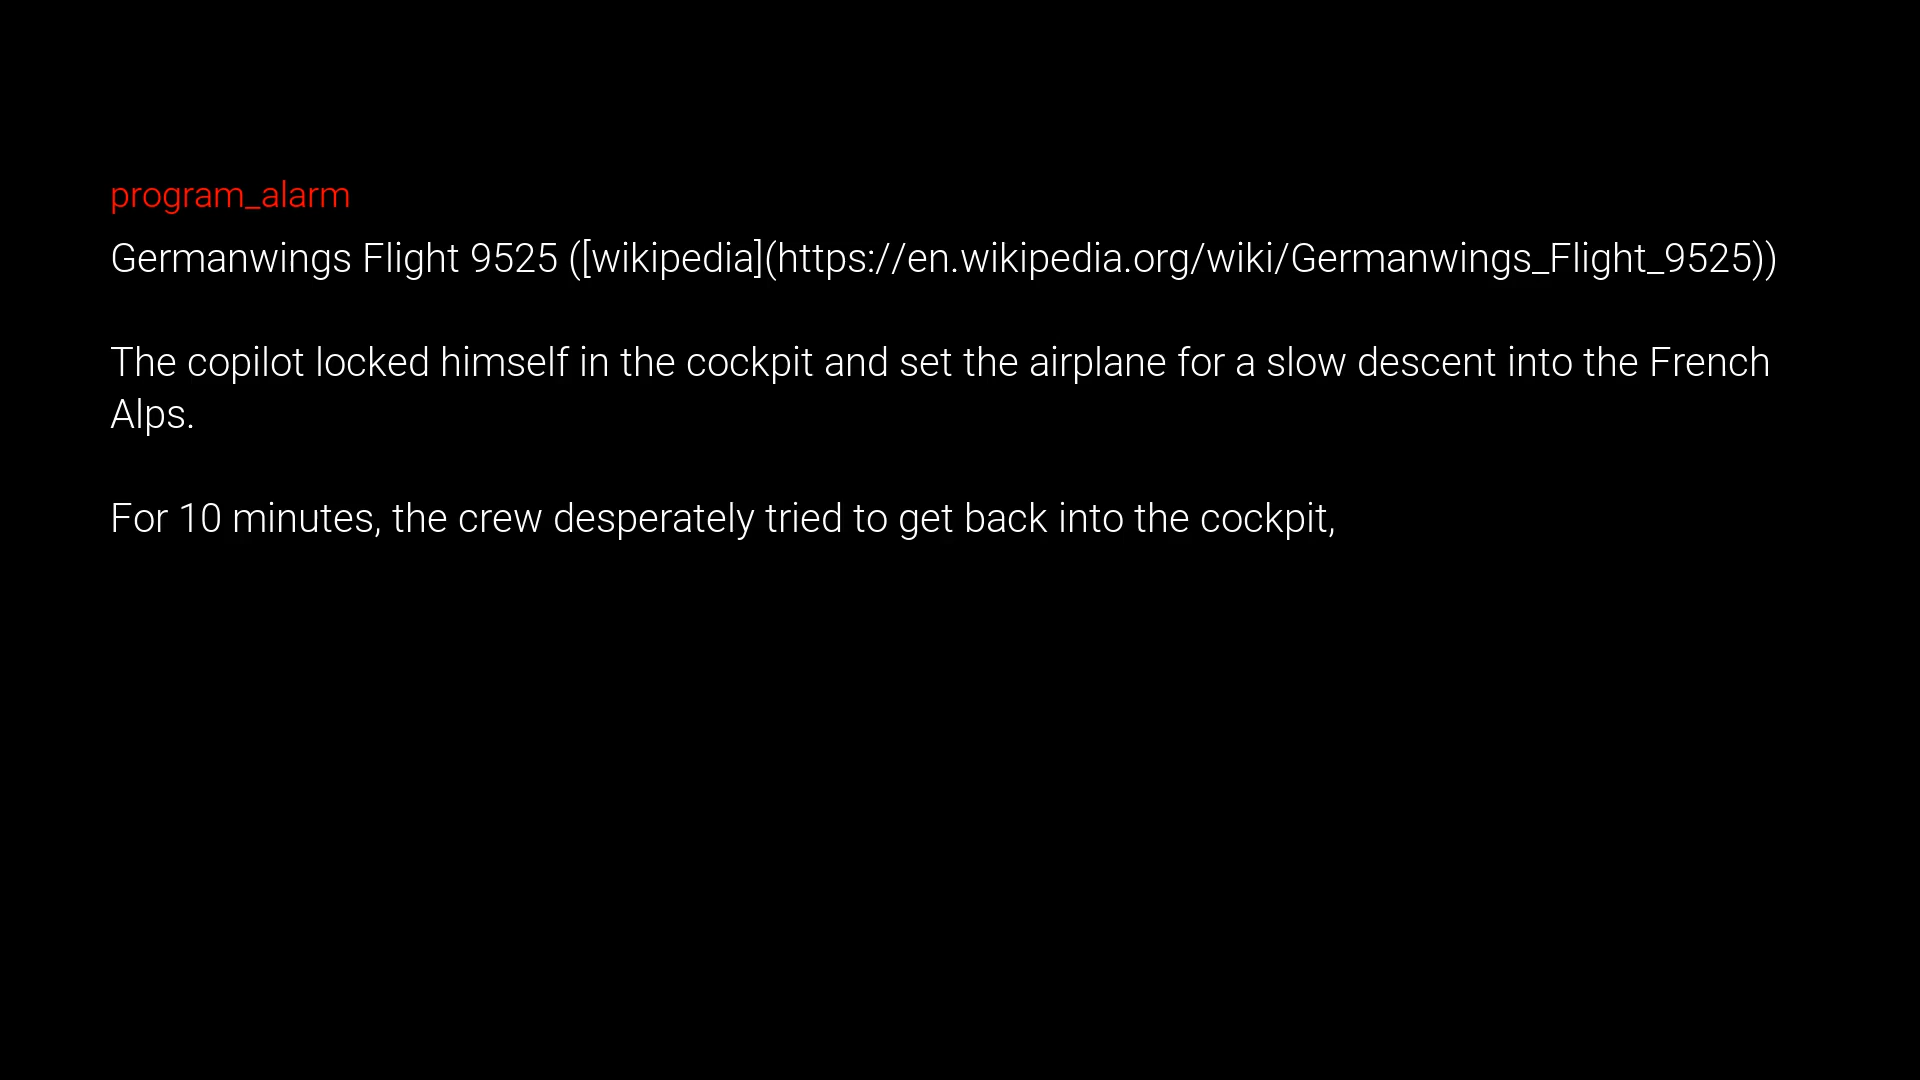 program_alarm
Germanwings Flight 9525 ([wikipedia](https://en.wikipedia.org/wiki/Germanwings_Flight_9525))
The copilot locked himself in the cockpit and set the airplane for a slow descent into the French
Alps.
For 10 minutes, the crew desperately tried to get back into the cockpit,